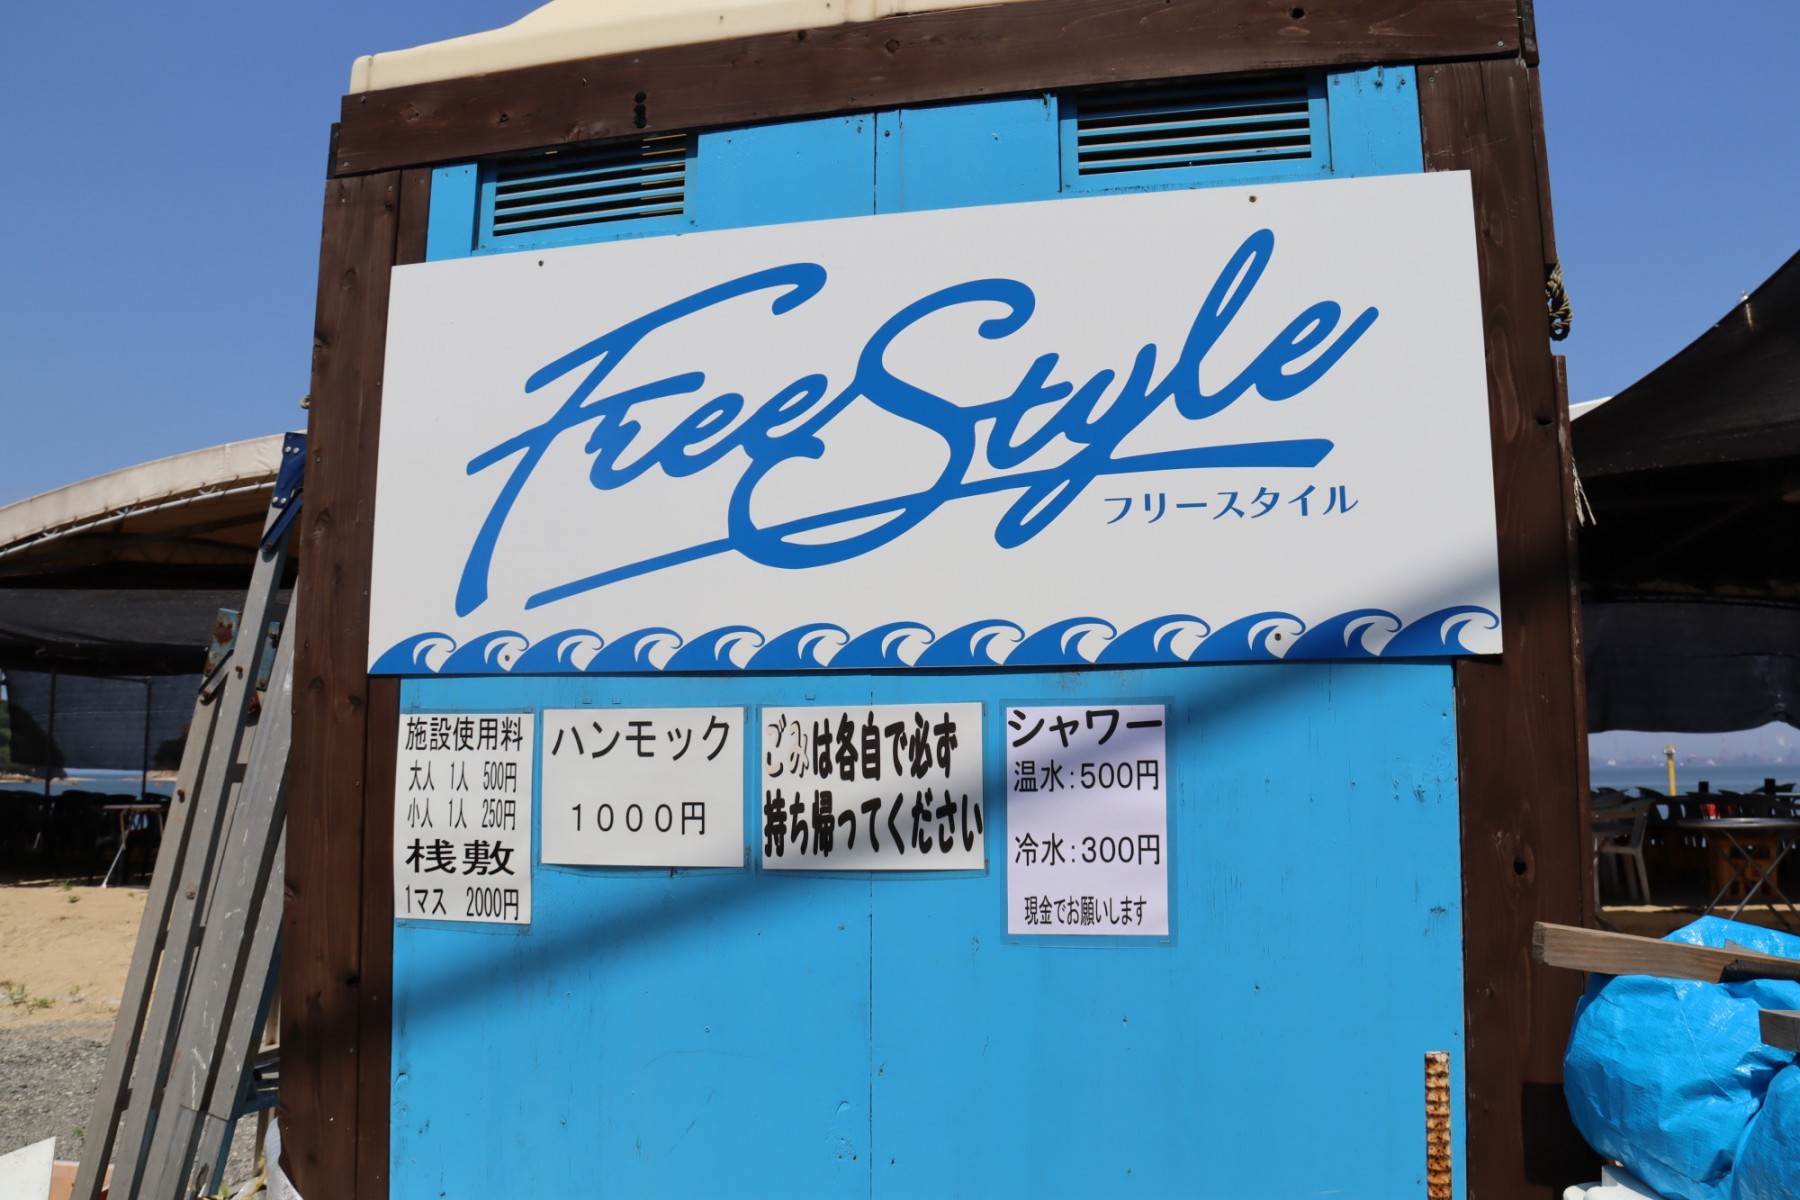 FreeStyle
フリースタイル
施設使用料
大人 1人 500円
小人 1人 250円
桟敷
1マス 2000円
ハンモック
1000円
ごみは各自で必ず
持ち帰ってください
シャワー
温水:500円
冷水:300円
現金でお願いします